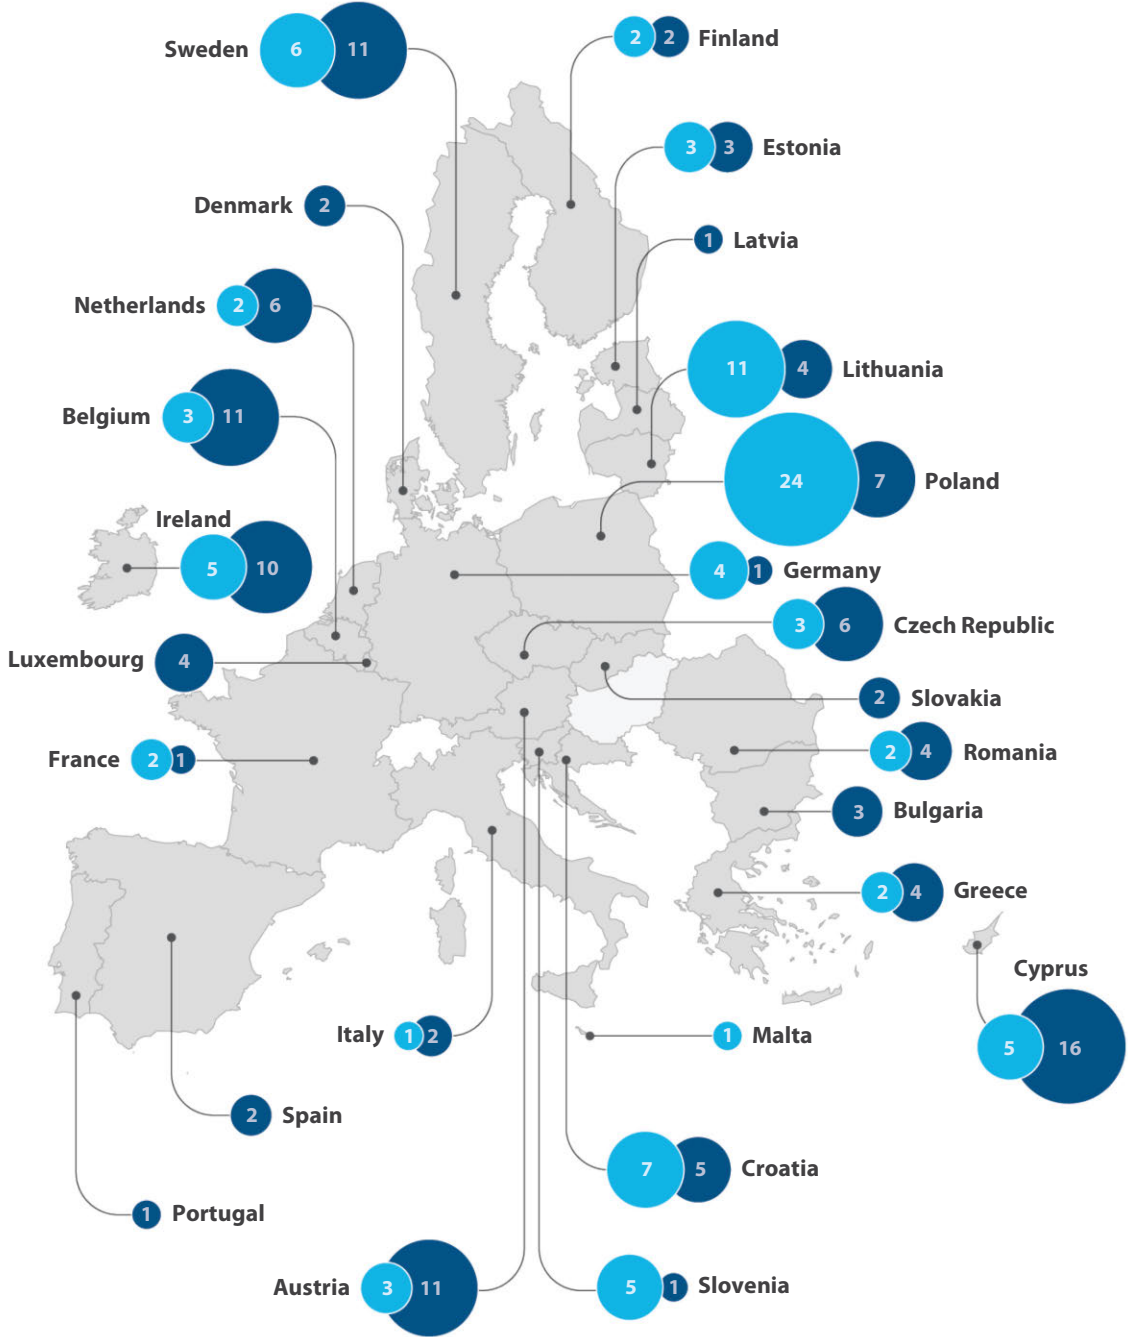 Sweden 6 11
2 2 Finland
3 3 Estonia
Denmark 2
1 Latvia
Netherlands 2 6
11 4 Lithuania
Belgium 3 11
24 7 Poland
Ireland
5 10
4 1 Germany
3 6 Czech Republic
Luxembourg 4
2 Slovakia
2 4 Romania
France 2 1
3 Bulgaria
2 4 Greece
Cyprus
5 16
Italy 1 2
1 Malta
2 Spain
7 5 Croatia
1 Portugal
Austria 3 11
5 1 Slovenia